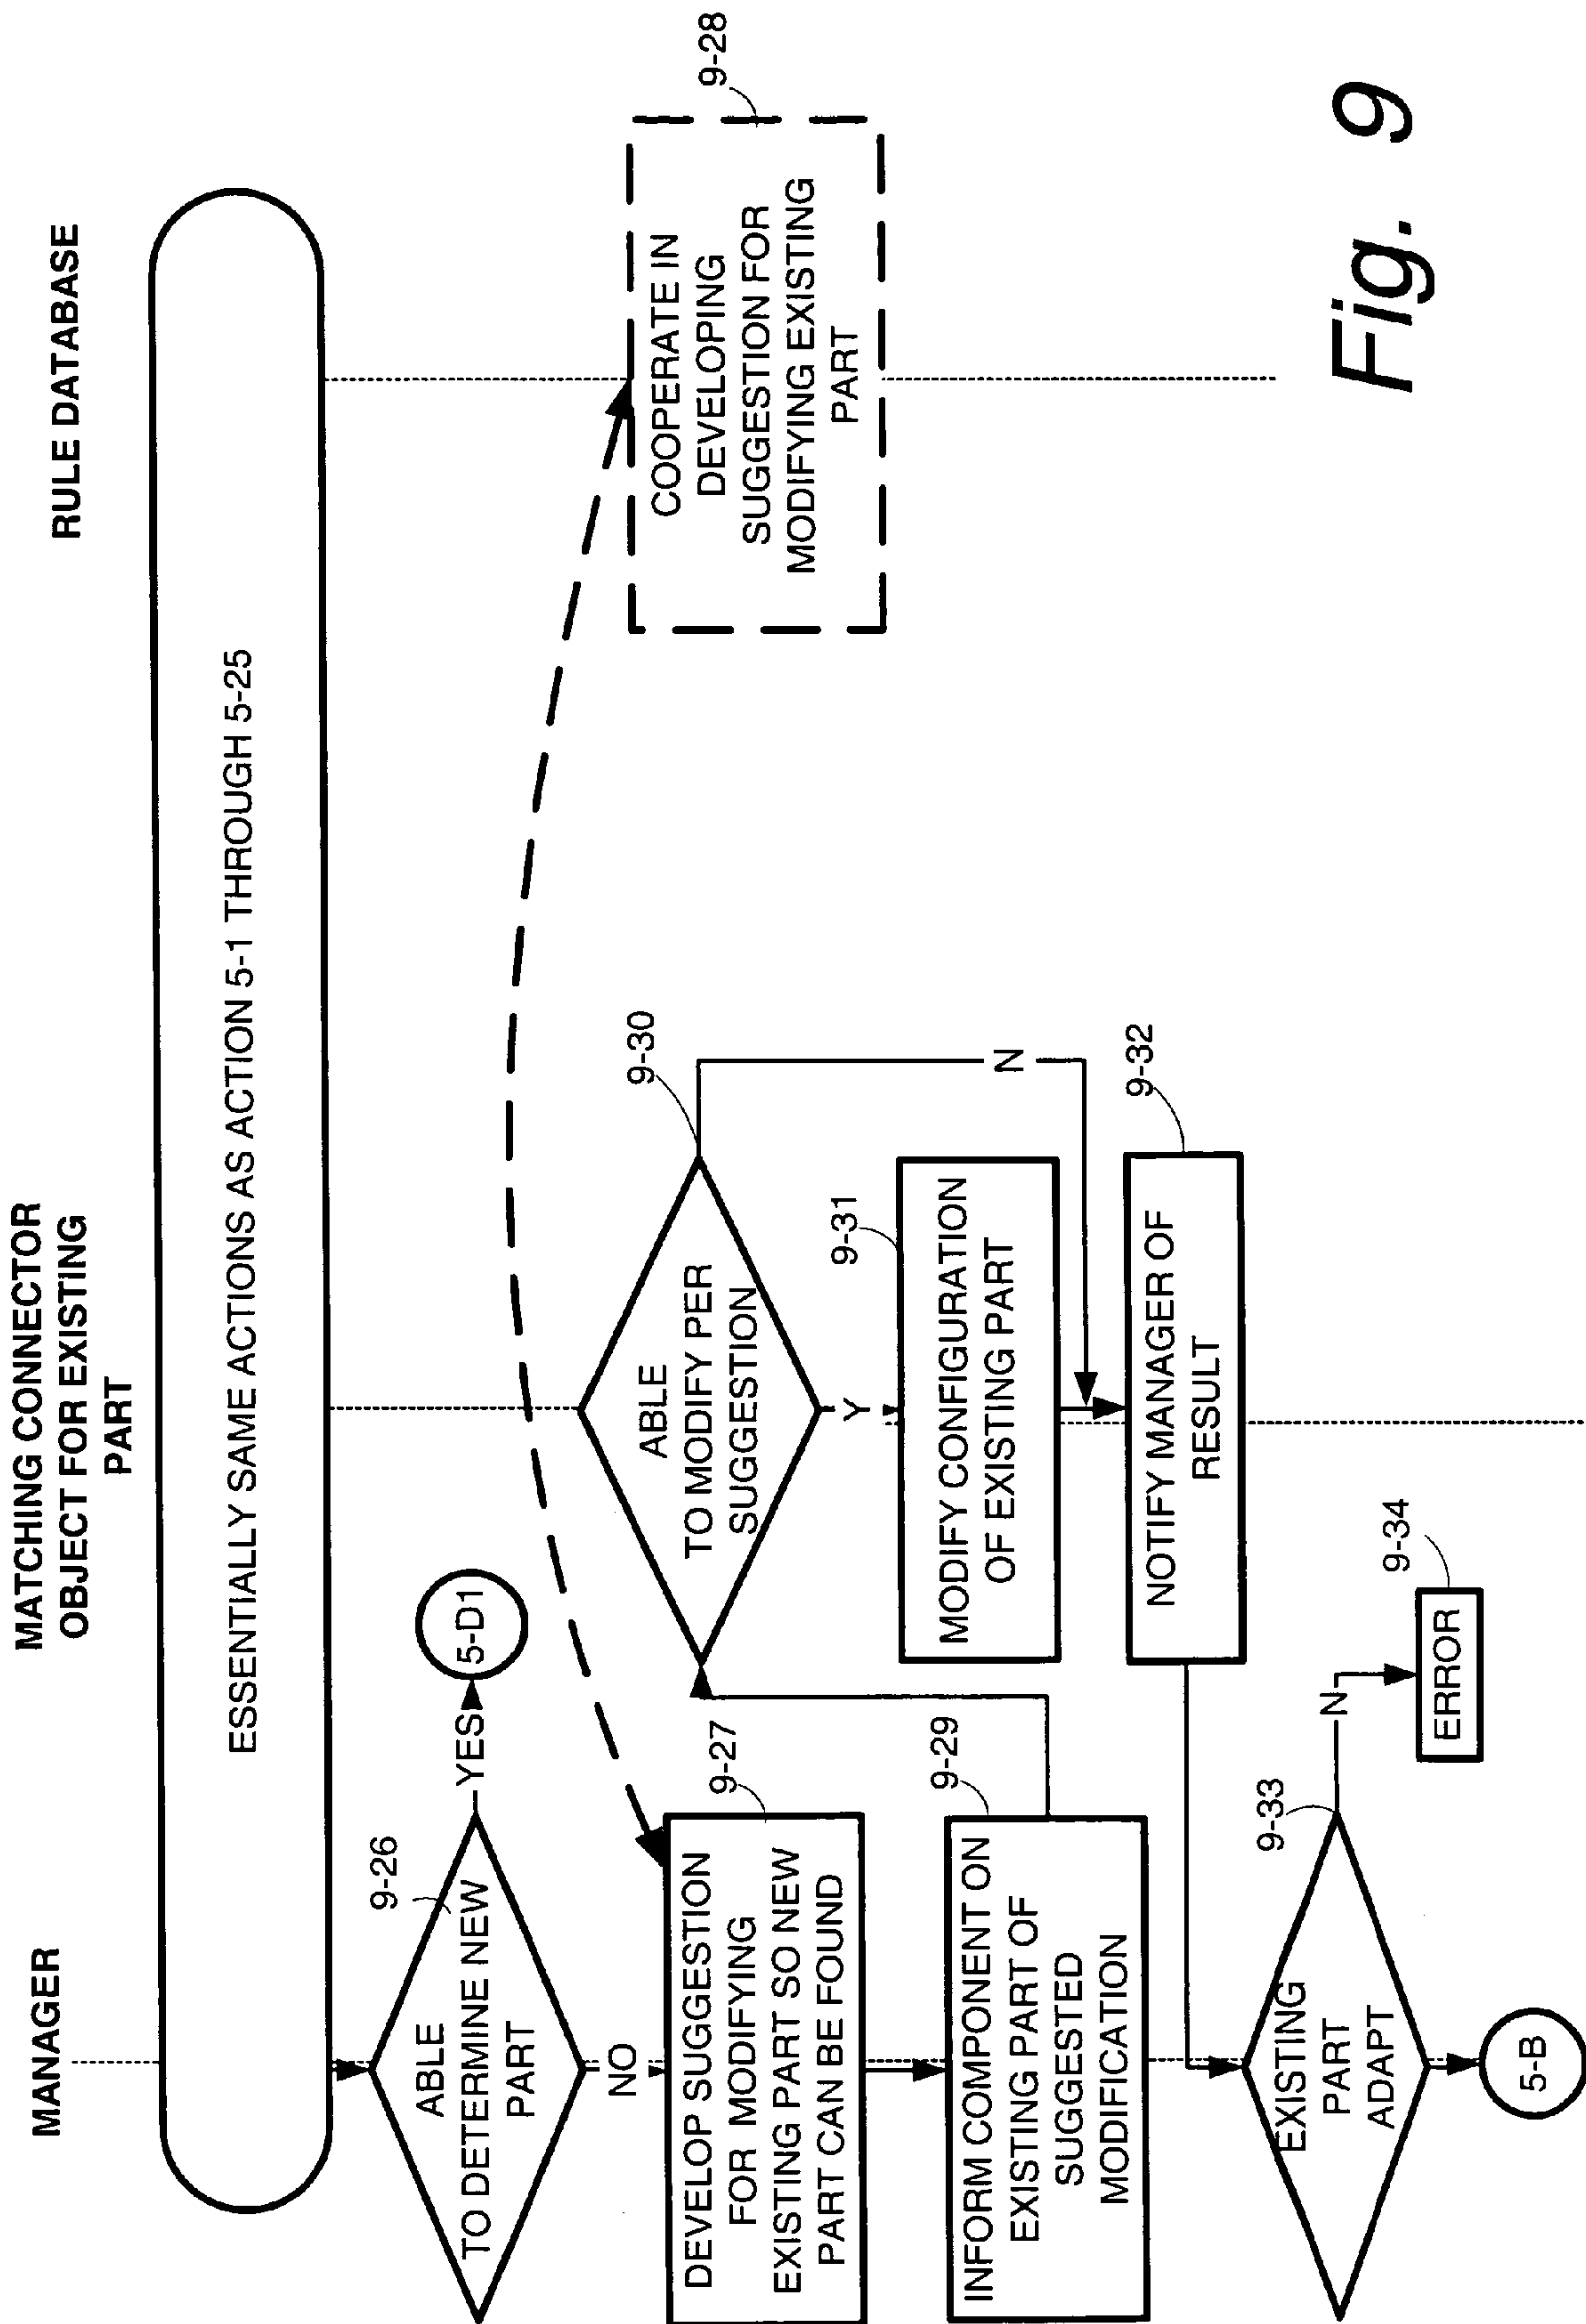 MANAGER
MATCHING CONNECTOR
OBJECT FOR EXISTING
PART
RULE DATABASE
ESSENTIALLY SAME ACTIONS AS ACTION 5-1 THROUGH 5-25
9-26
ABLE
TO DETERMINE NEW
PART
YES
5-D1
NO
9-27
DEVELOP SUGGESTION
FOR MODIFYING
EXISTING PART SO NEW
PART CAN BE FOUND
9-28
COOPERATE IN
DEVELOPING
SUGGESTION FOR
MODIFYING EXISTING
PART
9-29
INFORM COMPONENT ON
EXISTING PART OF
SUGGESTED
MODIFICATION
9-30
ABLE
TO MODIFY PER
SUGGESTION
N
Y
9-31
MODIFY CONFIGURATION
OF EXISTING PART
9-32
NOTIFY MANAGER OF
RESULT
9-33
EXISTING
PART
ADAPT
N
9-34
ERROR
5-B
Fig. 9